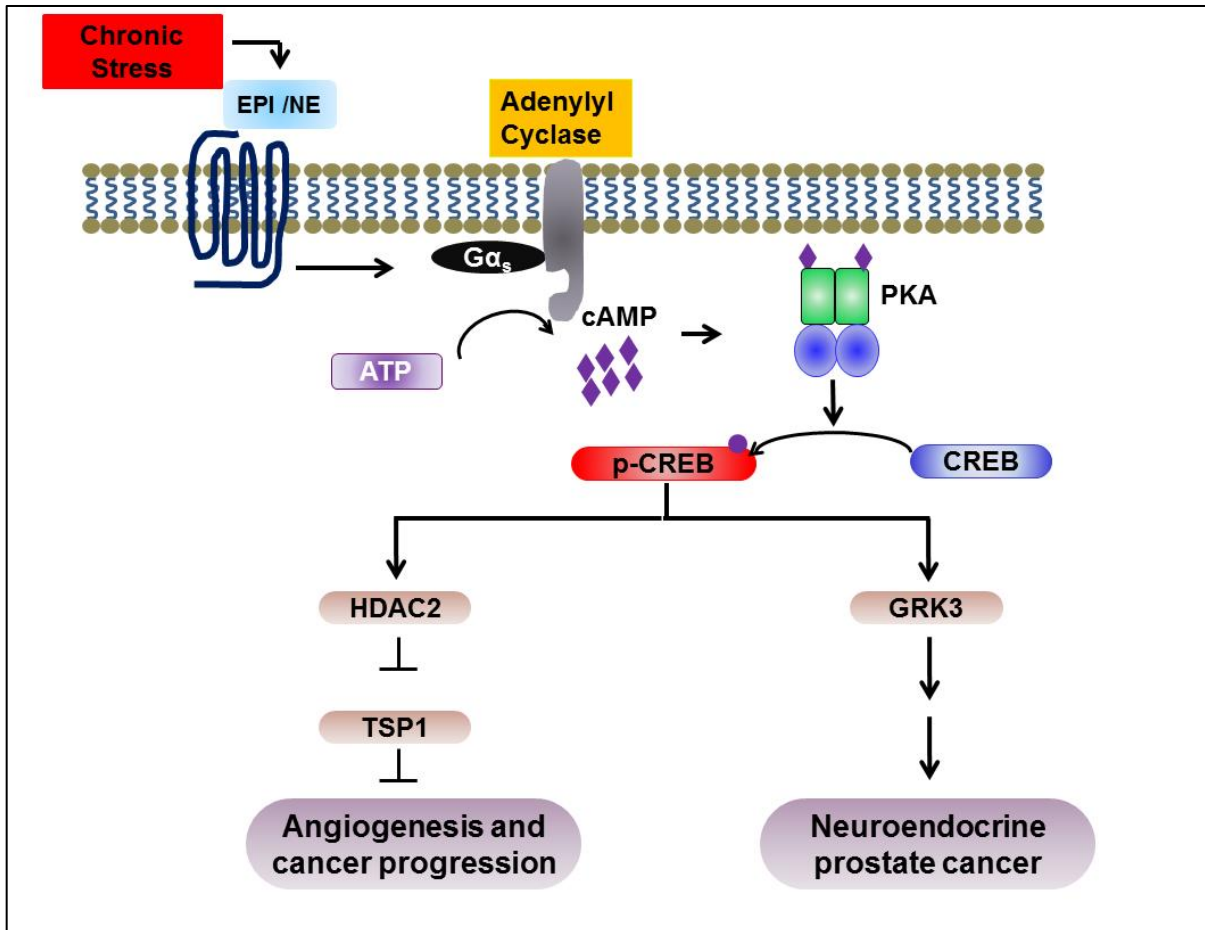 Chronic
Stress
EPI /NE
Adenylyl
Cyclase
Gαs
ATP
cAMP
PKA
p-CREB
CREB
HDAC2
GRK3
TSP1
Angiogenesis and
cancer progression
Neuroendocrine
prostate cancer